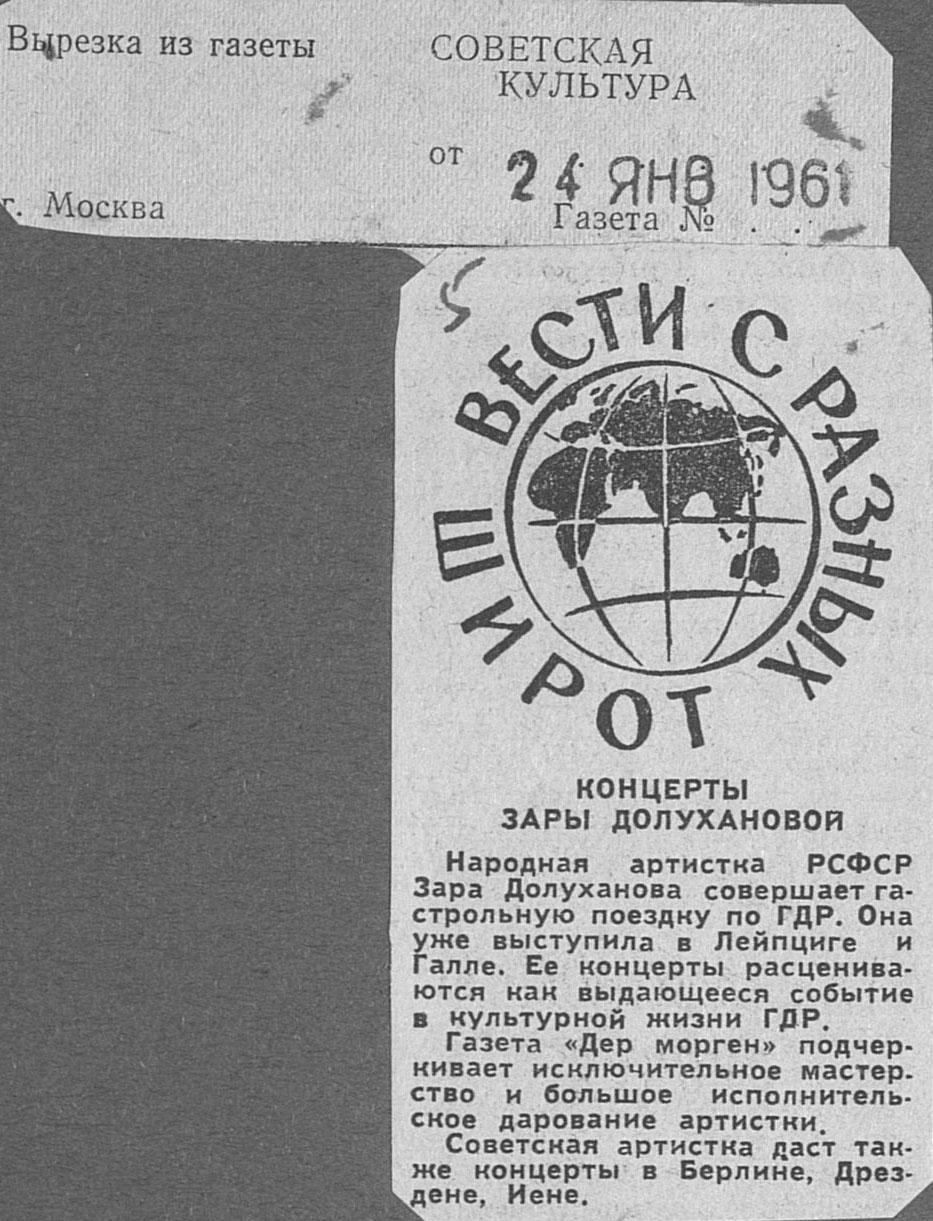 Вырезка из газеты
СОВЕТСКАЯ
КУЛЬТУРА
от 24 ЯНВ 1961
г. Москва
Газета № . .
ВЕСТИ С РАЗНЫХ
ШИРОТ
КОНЦЕРТЫ
ЗАРЫ ДОЛУХАНОВОЙ
Народная артистка РСФСР
Зара Долуханова совершает га-
строльную поездку по ГДР. Она
уже выступила в Лейпциге и
Галле. Ее концерты расценива-
ются как выдающееся событие
в культурной жизни ГДР.
Газета «Дер морген» подчер-
кивает исключительное мастер-
ство и большое исполнитель-
ское дарование артистки.
Советская артистка даст так-
же концерты в Берлине, Дрез-
дене, Иене.